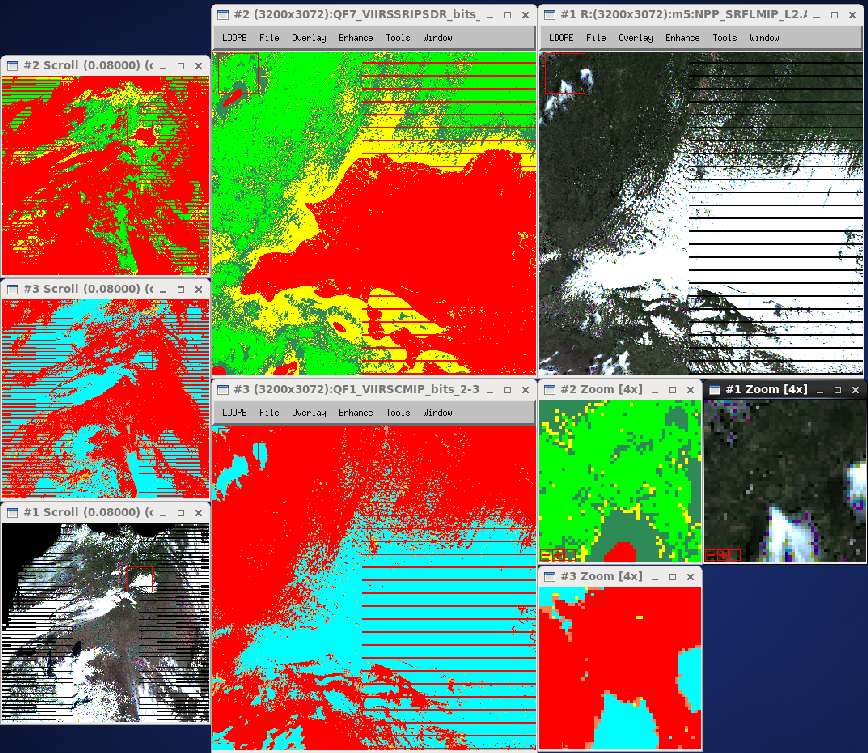 #2 (3200x3072):QF7_VIIRSSRIPSDR_bits_
LDOPE File Overlay Enhance Tools Window
#1 R:(3200x3072):m5:NPP_SRFLMIP_L2.
LDOPE File Overlay Enhance Tools Window
#2 Scroll (0.08000)
#3 Scroll (0.08000)
#3 (3200x3072):QF1_VIIRSCMIP_bits_2-3
LDOPE File Overlay Enhance Tools Window
#2 Zoom [4x]
#1 Zoom [4x]
#1 Scroll (0.08000)
#3 Zoom [4x]